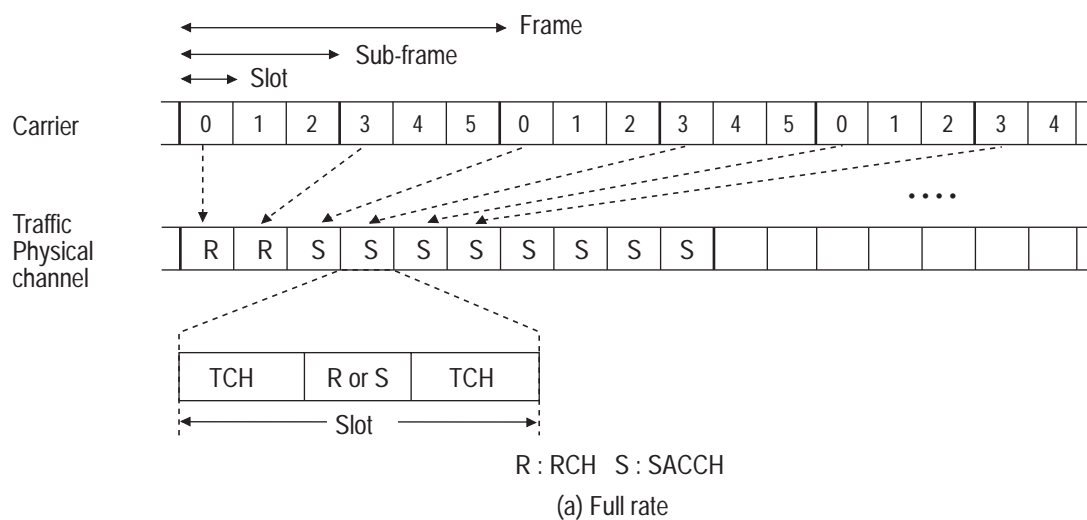 Frame
Sub-frame
Slot
Carrier 0 1 2 3 4 5 0 1 2 3 4 5 0 1 2 3 4
....
Traffic
Physical
channel
R R S S S S S S S S
TCH R or S TCH
Slot
R : RCH S : SACCH
(a) Full rate